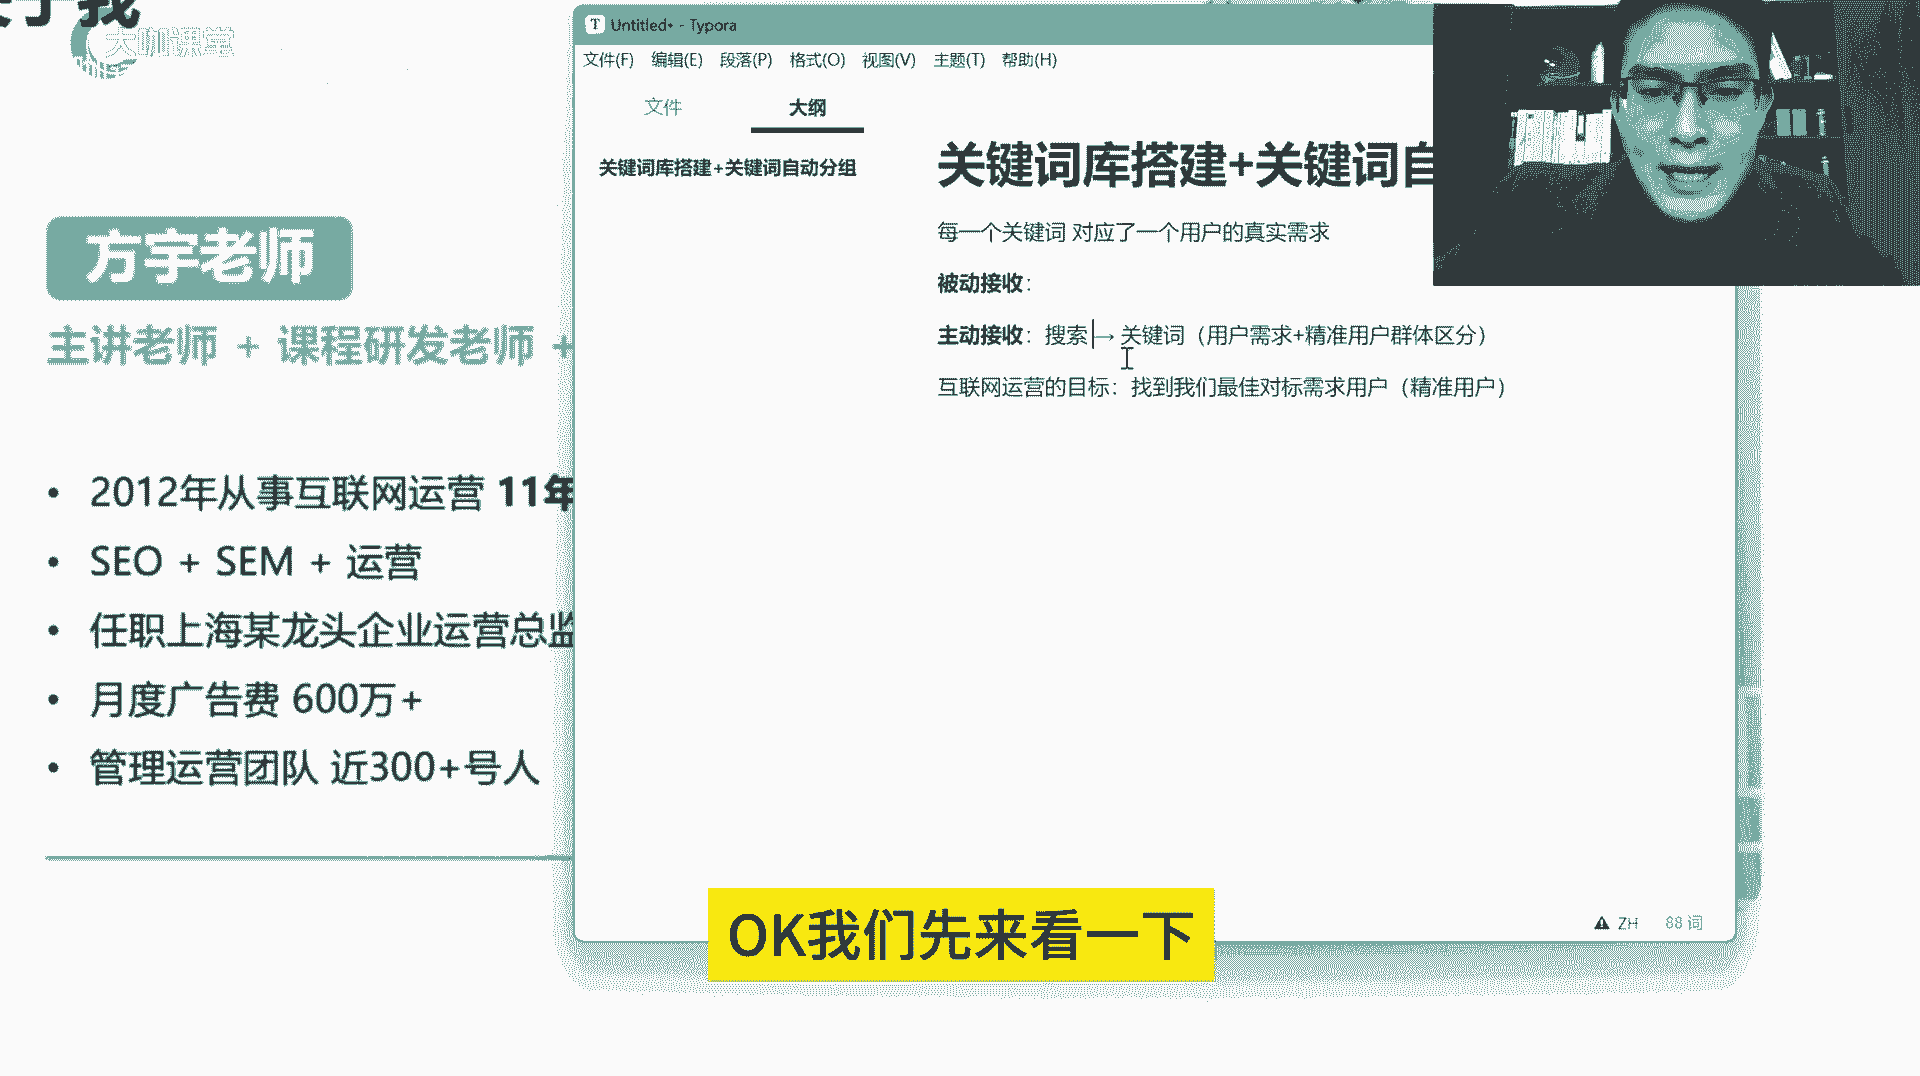 关于我
大咖课堂
方宇老师
主讲老师 + 课程研发老师 +
• 2012年从事互联网运营 11年
• SEO + SEM + 运营
• 任职上海某龙头企业运营总监
• 月度广告费 600万+
• 管理运营团队 近300+号人
T Untitled• - Typora
文件(F) 编辑(E) 段落(P) 格式(O) 视图(V) 主题(T) 帮助(H)
文件 大纲
关键词库搭建+关键词自动分组
关键词库搭建+关键词自
每一个关键词 对应了一个用户的真实需求
被动接收：
主动接收：搜索 → 关键词（用户需求+精准用户群体区分）
互联网运营的目标：找到我们最佳对标需求用户（精准用户）
ZH 88 词
OK我们先来看一下